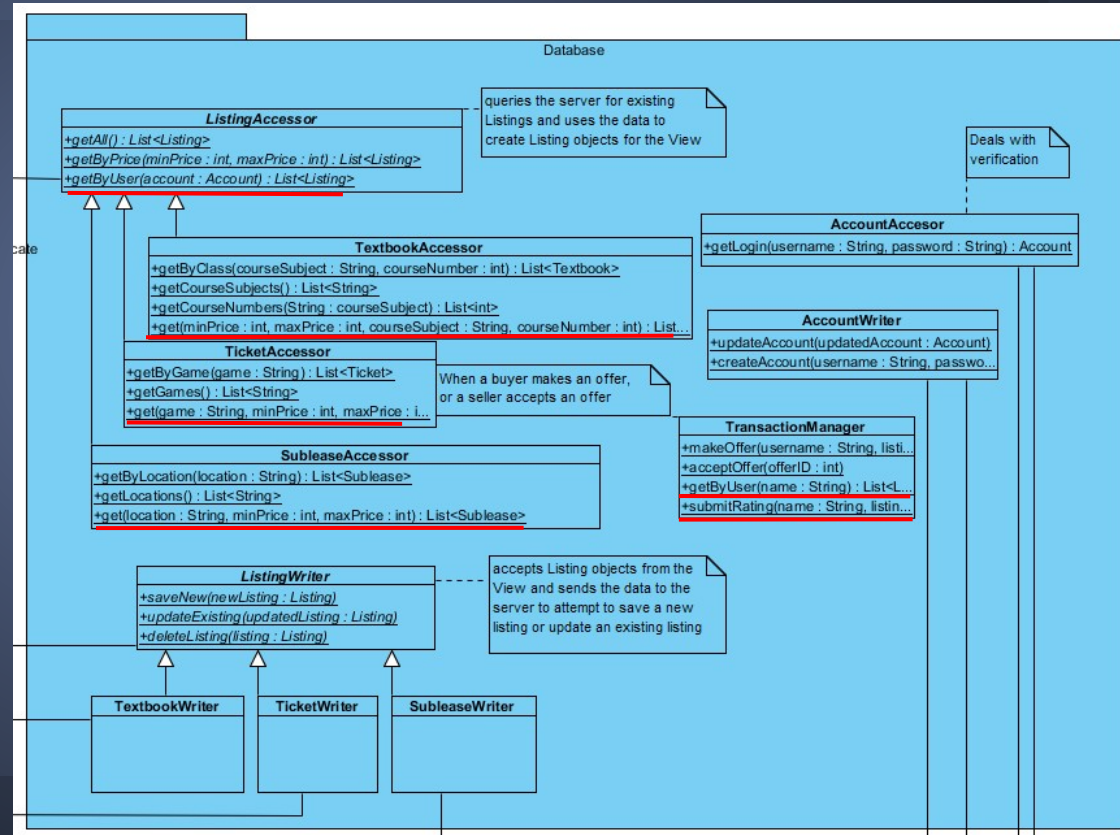 Database
queries the server for existing
Listings and uses the data to
create Listing objects for the View
ListingAccessor
+getAll() : List<Listing>
+getByPrice(minPrice : int, maxPrice : int) : List<Listing>
+getByUser(account : Account) : List<Listing>
Deals with
verification
cate
AccountAccesor
+getLogin(username : String, password : String) : Account
TextbookAccessor
+getByClass(courseSubject : String, courseNumber : int) : List<Textbook>
+getCourseSubjects() : List<String>
+getCourseNumbers(String : courseSubject) : List<int>
+get(minPrice : int, maxPrice : int, courseSubject : String, courseNumber : int) : List...
AccountWriter
+updateAccount(updatedAccount : Account)
+createAccount(username : String, passwo...
TicketAccessor
+getByGame(game : String) : List<Ticket>
+getGames() : List<String>
+get(game : String, minPrice : int, maxPrice : i...
When a buyer makes an offer,
or a seller accepts an offer
TransactionManager
+makeOffer(username : String, listi...
+acceptOffer(offerID : int)
+getByUser(name : String) : List<L...
+submitRating(name : String, listin...
SubleaseAccessor
+getByLocation(location : String) : List<Sublease>
+getLocations() : List<String>
+get(location : String, minPrice : int, maxPrice : int) : List<Sublease>
ListingWriter
+saveNew(newListing : Listing)
+updateExisting(updatedListing : Listing)
+deleteListing(listing : Listing)
accepts Listing objects from the
View and sends the data to the
server to attempt to save a new
listing or update an existing listing
TextbookWriter
TicketWriter
SubleaseWriter